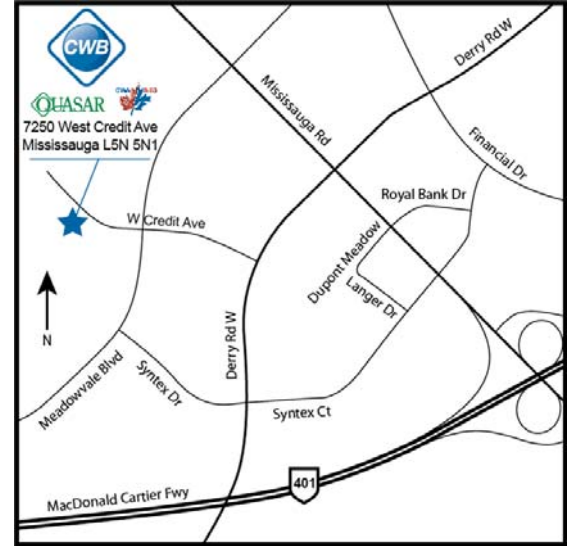 CWB
QUASAR
7250 West Credit Ave
Mississauga L5N 5N1
Derry Rd W
Mississauga Rd
Financial Dr
Royal Bank Dr
W Credit Ave
Dupont Meadow
Langer Dr
N
Derry Rd W
Meadowvale Blvd
Syntex Dr
Syntex Ct
401
MacDonald Cartier Fwy